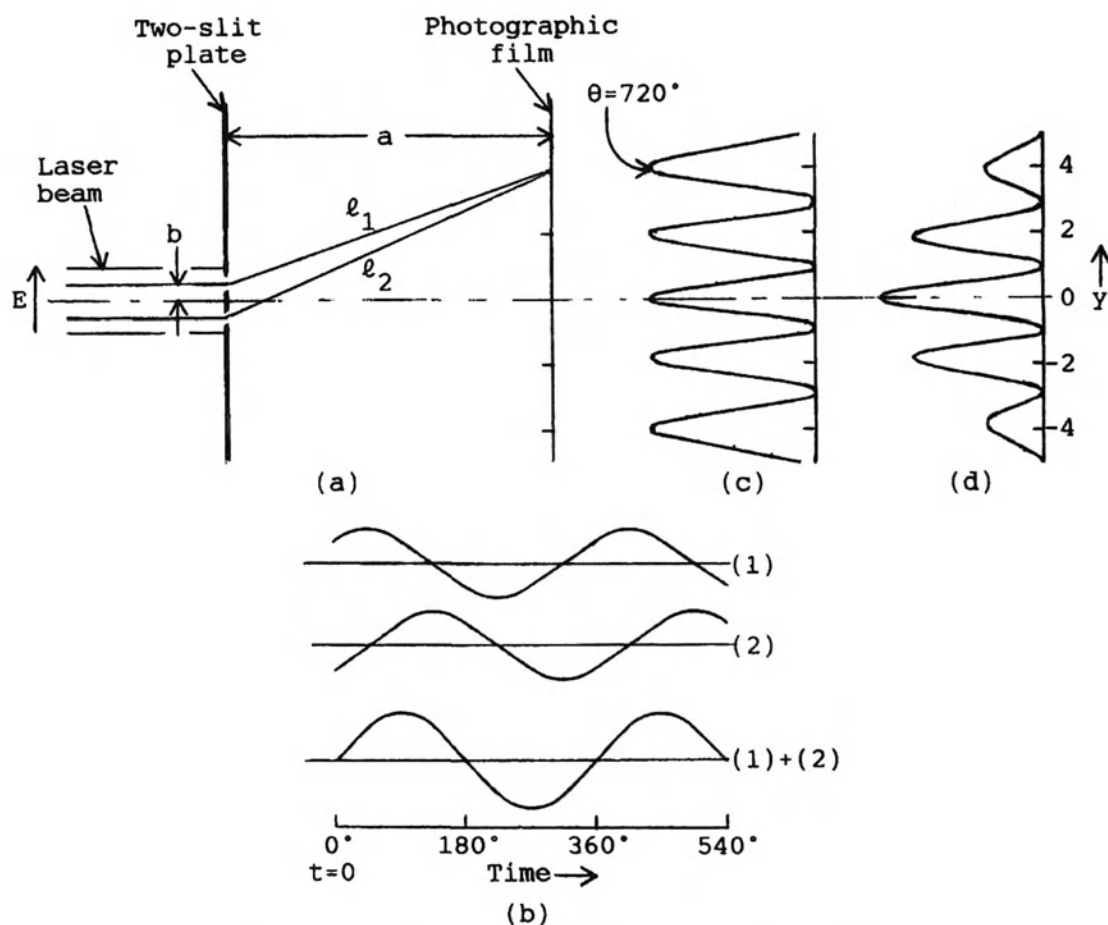 Two-slit
plate
Photographic
film
θ=720°
a
Laser
beam
b
ℓ₁
ℓ₂
E
4
2
0
-2
-4
y
(a)
(c)
(d)
(1)
(2)
(1)+(2)
0°
180°
360°
540°
t=0
Time
(b)